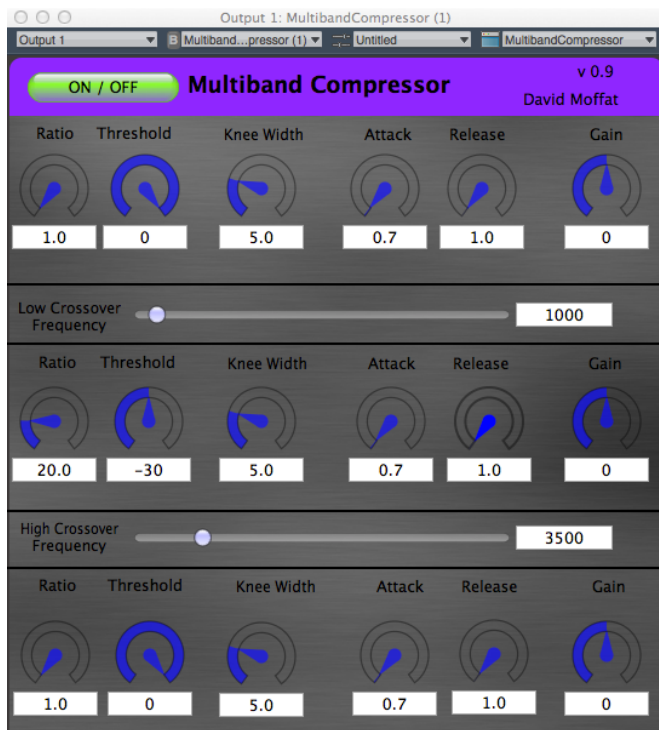 Output 1: MultibandCompressor (1)
Output 1 B Multiband...pressor (1) Untitled MultibandCompressor
ON / OFF Multiband Compressor v 0.9
David Moffat
Ratio Threshold Knee Width Attack Release Gain
1.0 0 5.0 0.7 1.0 0
Low Crossover
Frequency 1000
Ratio Threshold Knee Width Attack Release Gain
20.0 -30 5.0 0.7 1.0 0
High Crossover
Frequency 3500
Ratio Threshold Knee Width Attack Release Gain
1.0 0 5.0 0.7 1.0 0